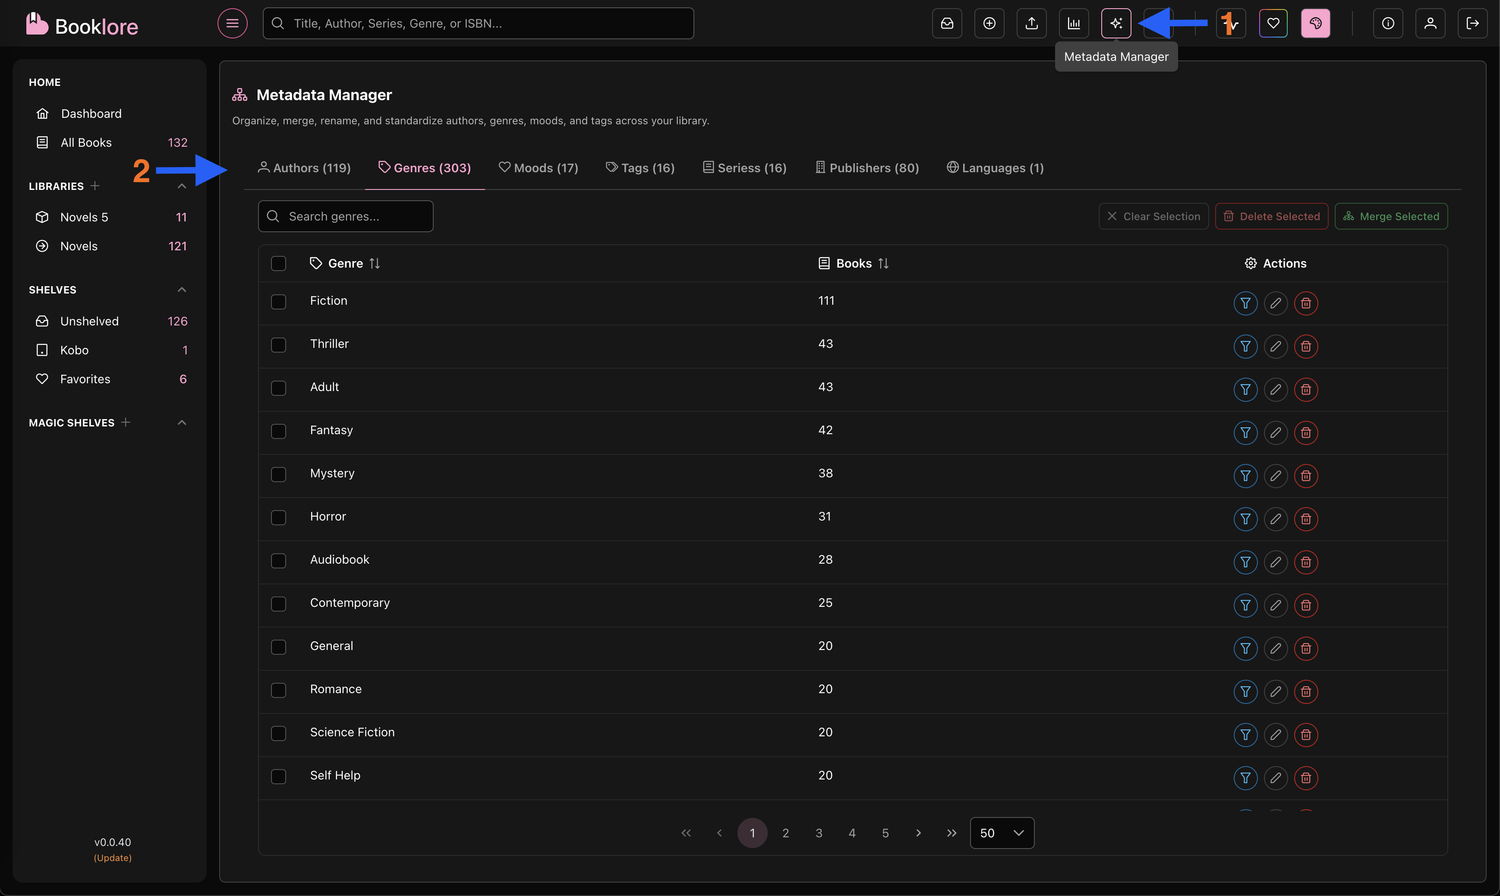 Booklore
Title, Author, Series, Genre, or ISBN...
1
Metadata Manager
HOME
Dashboard
All Books 132
LIBRARIES
Novels 5 11
Novels 121
SHELVES
Unshelved 126
Kobo 1
Favorites 6
MAGIC SHELVES
v0.0.40
(Update)
Metadata Manager
Organize, merge, rename, and standardize authors, genres, moods, and tags across your library.
2
Authors (119) Genres (303) Moods (17) Tags (16) Seriess (16) Publishers (80) Languages (1)
Search genres... Clear Selection Delete Selected Merge Selected
Genre Books Actions
Fiction 111
Thriller 43
Adult 43
Fantasy 42
Mystery 38
Horror 31
Audiobook 28
Contemporary 25
General 20
Romance 20
Science Fiction 20
Self Help 20
1 2 3 4 5 50